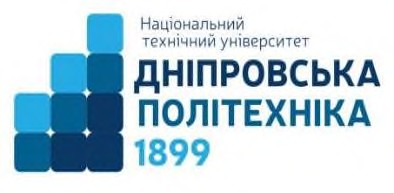 Національний
технічний університет
ДНІПРОВСЬКА
ПОЛІТЕХНІКА
1899